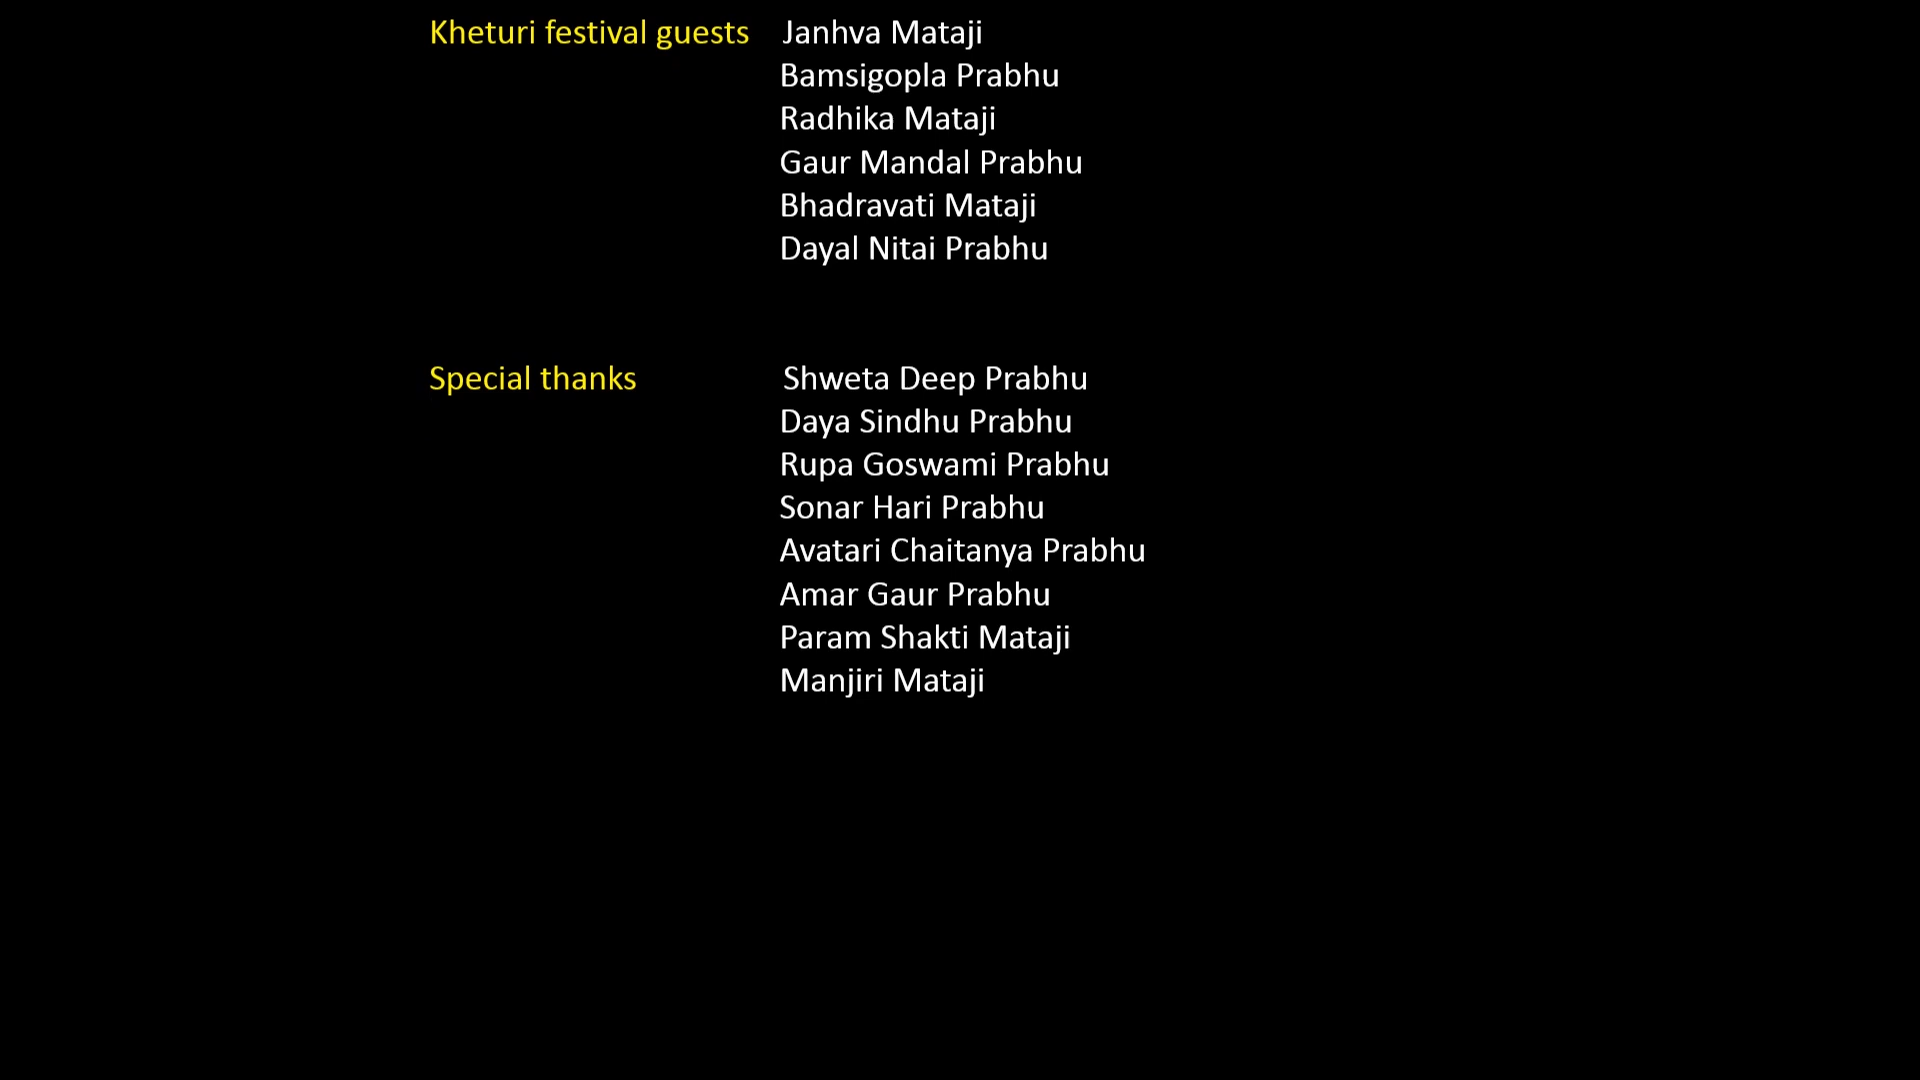 Kheturi festival guests Janhva Mataji
Bamsigopla Prabhu
Radhika Mataji
Gaur Mandal Prabhu
Bhadravati Mataji
Dayal Nitai Prabhu
Special thanks Shweta Deep Prabhu
Daya Sindhu Prabhu
Rupa Goswami Prabhu
Sonar Hari Prabhu
Avatari Chaitanya Prabhu
Amar Gaur Prabhu
Param Shakti Mataji
Manjiri Mataji